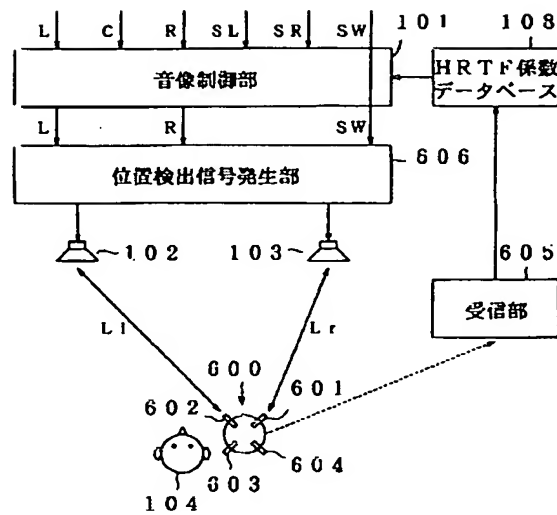 L C R SL SR SW
101
108
音像制御部
HRTF係数
データベース
L R SW
606
位置検出信号発生部
102
103
605
受信部
Ll
Lr
600
602
601
603
604
104